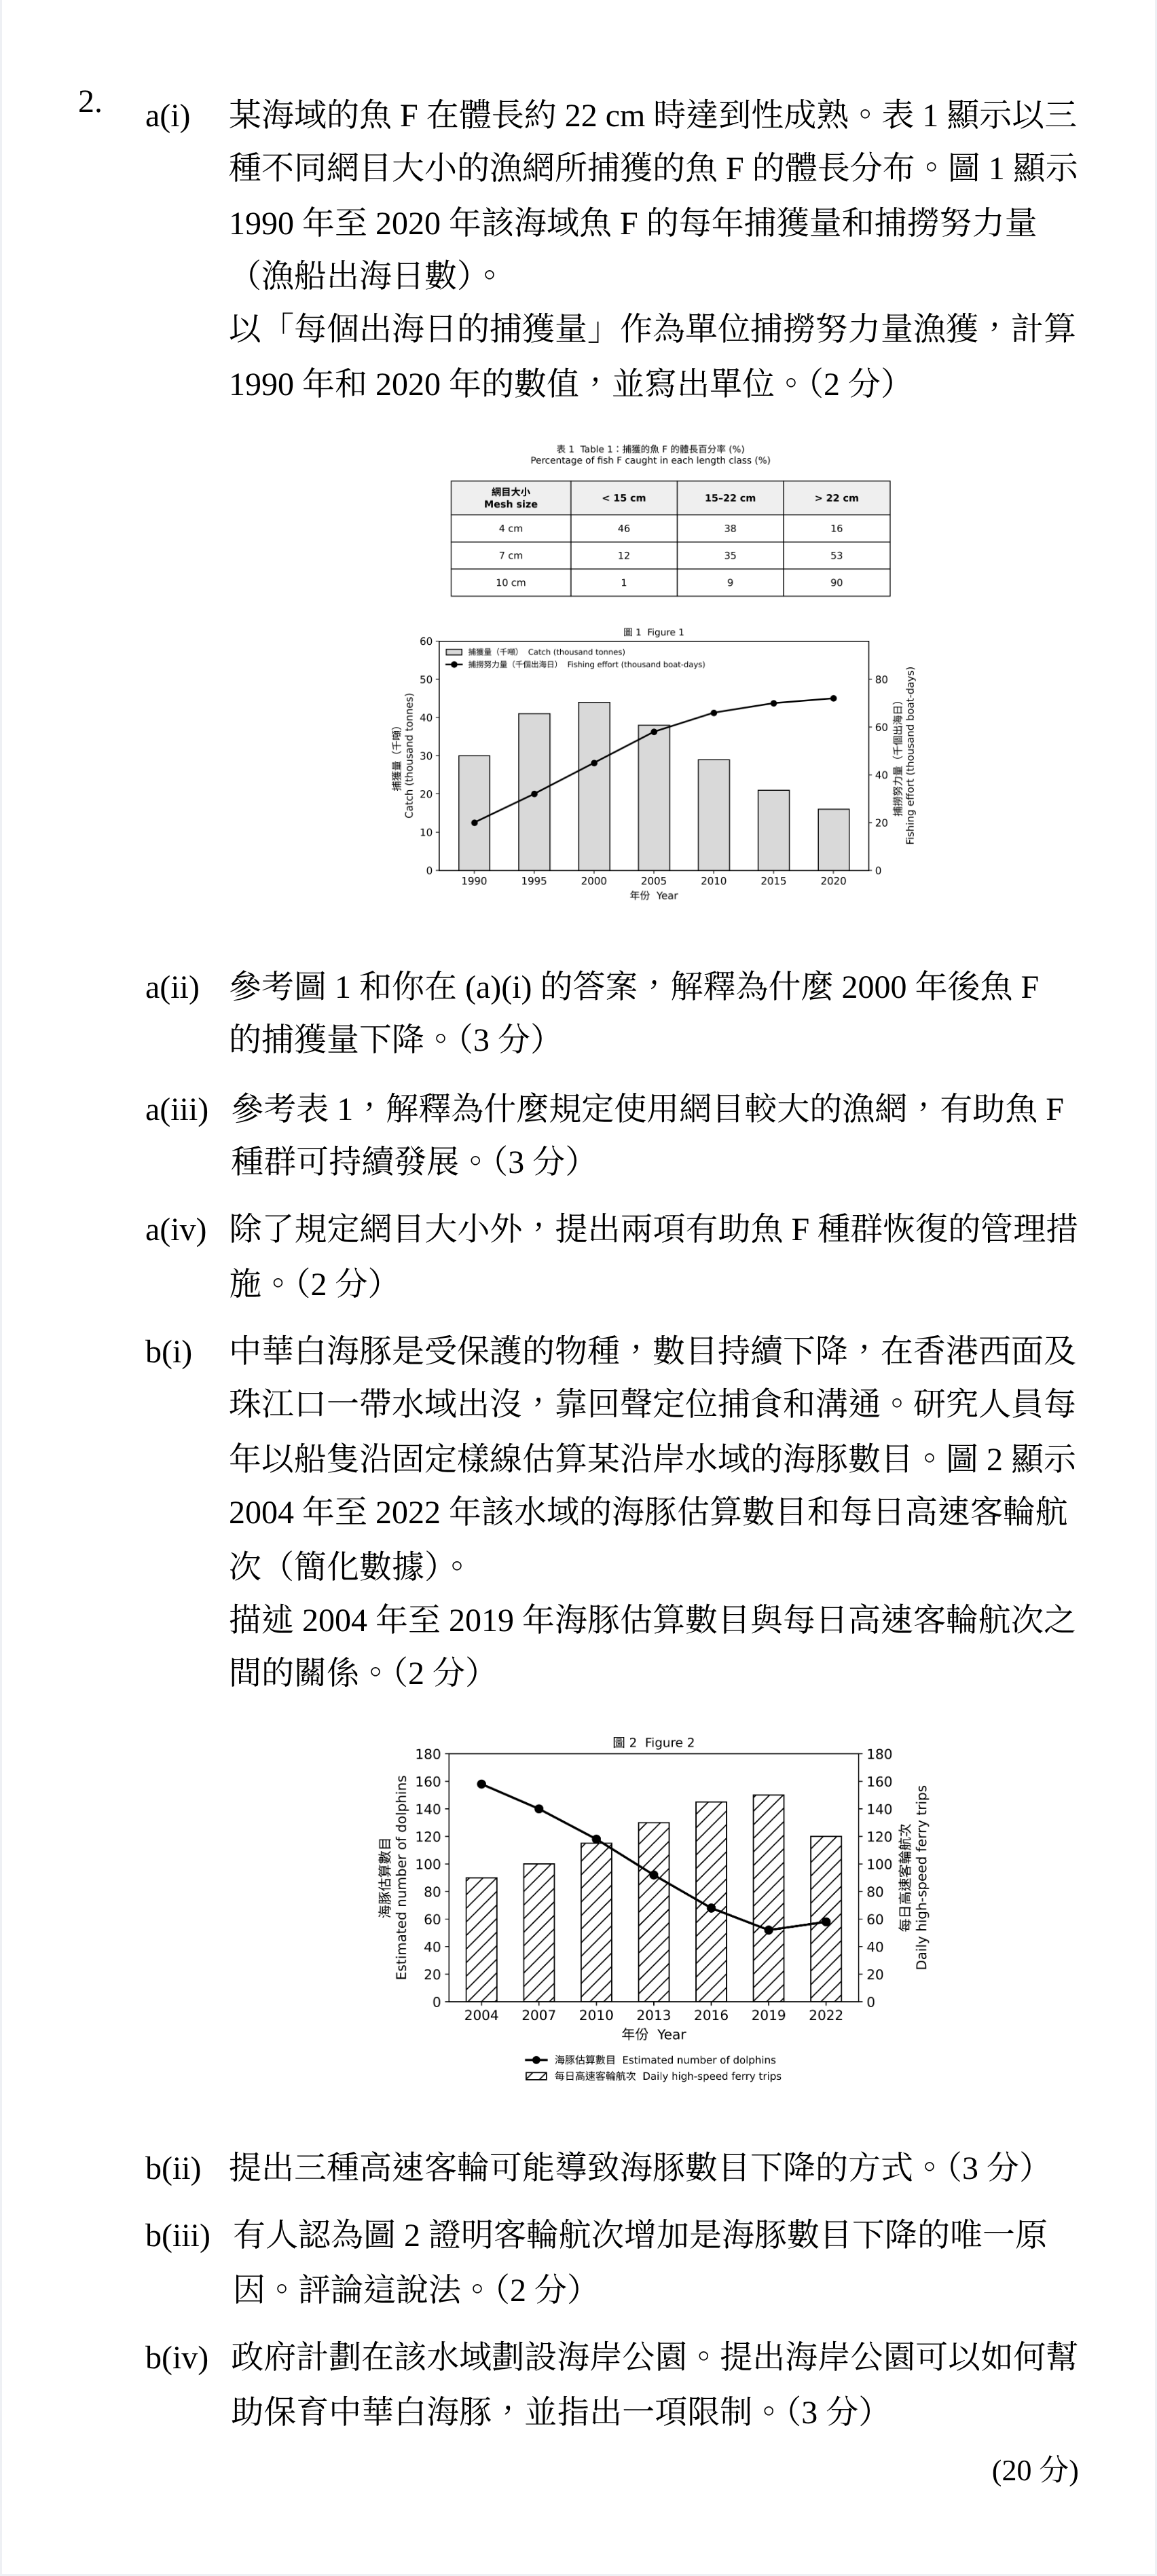 2.
a(i) 某海域的魚 F 在體長約 22 cm 時達到性成熟。表 1 顯示以三
種不同網目大小的漁網所捕獲的魚 F 的體長分布。圖 1 顯示
1990 年至 2020 年該海域魚 F 的每年捕獲量和捕撈努力量
（漁船出海日數）。
以「每個出海日的捕獲量」作為單位捕撈努力量漁獲，計算
1990 年和 2020 年的數值，並寫出單位。（2 分）
表 1 Table 1：捕獲的魚 F 的體長百分率 (%)
Percentage of fish F caught in each length class (%)
網目大小
Mesh size < 15 cm 15–22 cm > 22 cm
4 cm 46 38 16
7 cm 12 35 53
10 cm 1 9 90
圖 1 Figure 1
捕獲量（千噸） Catch (thousand tonnes)
捕撈努力量（千個出海日） Fishing effort (thousand boat-days)
60
50
40
30
20
10
0
捕獲量（千噸）
Catch (thousand tonnes)
80
60
40
20
0
捕撈努力量（千個出海日）
Fishing effort (thousand boat-days)
1990 1995 2000 2005 2010 2015 2020
年份 Year
a(ii) 參考圖 1 和你在 (a)(i) 的答案，解釋為什麼 2000 年後魚 F
的捕獲量下降。（3 分）
a(iii) 參考表 1，解釋為什麼規定使用網目較大的漁網，有助魚 F
種群可持續發展。（3 分）
a(iv) 除了規定網目大小外，提出兩項有助魚 F 種群恢復的管理措
施。（2 分）
b(i) 中華白海豚是受保護的物種，數目持續下降，在香港西面及
珠江口一帶水域出沒，靠回聲定位捕食和溝通。研究人員每
年以船隻沿固定樣線估算某沿岸水域的海豚數目。圖 2 顯示
2004 年至 2022 年該水域的海豚估算數目和每日高速客輪航
次（簡化數據）。
描述 2004 年至 2019 年海豚估算數目與每日高速客輪航次之
間的關係。（2 分）
圖 2 Figure 2
180
160
140
120
100
80
60
40
20
0
海豚估算數目
Estimated number of dolphins
180
160
140
120
100
80
60
40
20
0
每日高速客輪航次
Daily high-speed ferry trips
2004 2007 2010 2013 2016 2019 2022
年份 Year
海豚估算數目 Estimated number of dolphins
每日高速客輪航次 Daily high-speed ferry trips
b(ii) 提出三種高速客輪可能導致海豚數目下降的方式。（3 分）
b(iii) 有人認為圖 2 證明客輪航次增加是海豚數目下降的唯一原
因。評論這說法。（2 分）
b(iv) 政府計劃在該水域劃設海岸公園。提出海岸公園可以如何幫
助保育中華白海豚，並指出一項限制。（3 分）
(20 分)